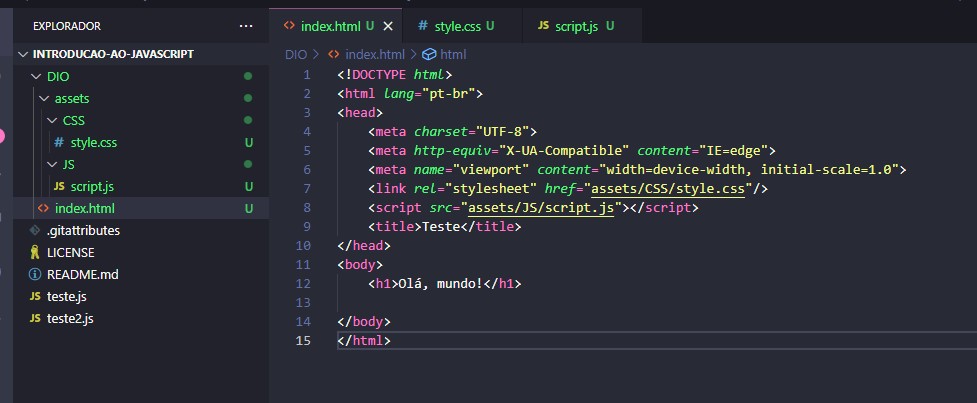 EXPLORADOR ...
INTRODUCAO-AO-JAVASCRIPT
DIO
assets
CSS
# style.css U
JS
JS script.js U
<> index.html U
.gitattributes
LICENSE
README.md
JS teste.js
JS teste2.js
<> index.html U # style.css U JS script.js U
DIO > <> index.html > html
1 <!DOCTYPE html>
2 <html lang="pt-br">
3 <head>
4 <meta charset="UTF-8">
5 <meta http-equiv="X-UA-Compatible" content="IE=edge">
6 <meta name="viewport" content="width=device-width, initial-scale=1.0">
7 <link rel="stylesheet" href="assets/CSS/style.css"/>
8 <script src="assets/JS/script.js"></script>
9 <title>Teste</title>
10 </head>
11 <body>
12 <h1>Olá, mundo!</h1>
13
14 </body>
15 </html>